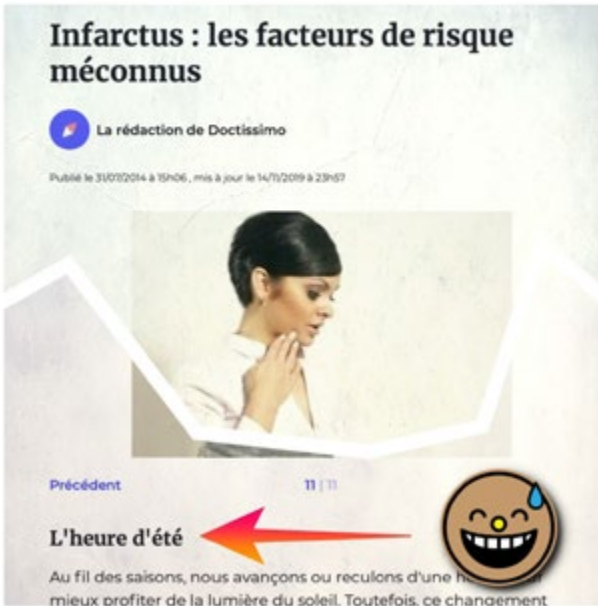 Infarctus : les facteurs de risque
méconnus
La rédaction de Doctissimo
Publié le 31/07/2014 à 15h06 , mis à jour le 14/11/2019 à 23h57
Précédent
11 | 11
L'heure d'été
Au fil des saisons, nous avançons ou reculons d'une
mieux profiter de la lumière du soleil. Toutefois, ce changement